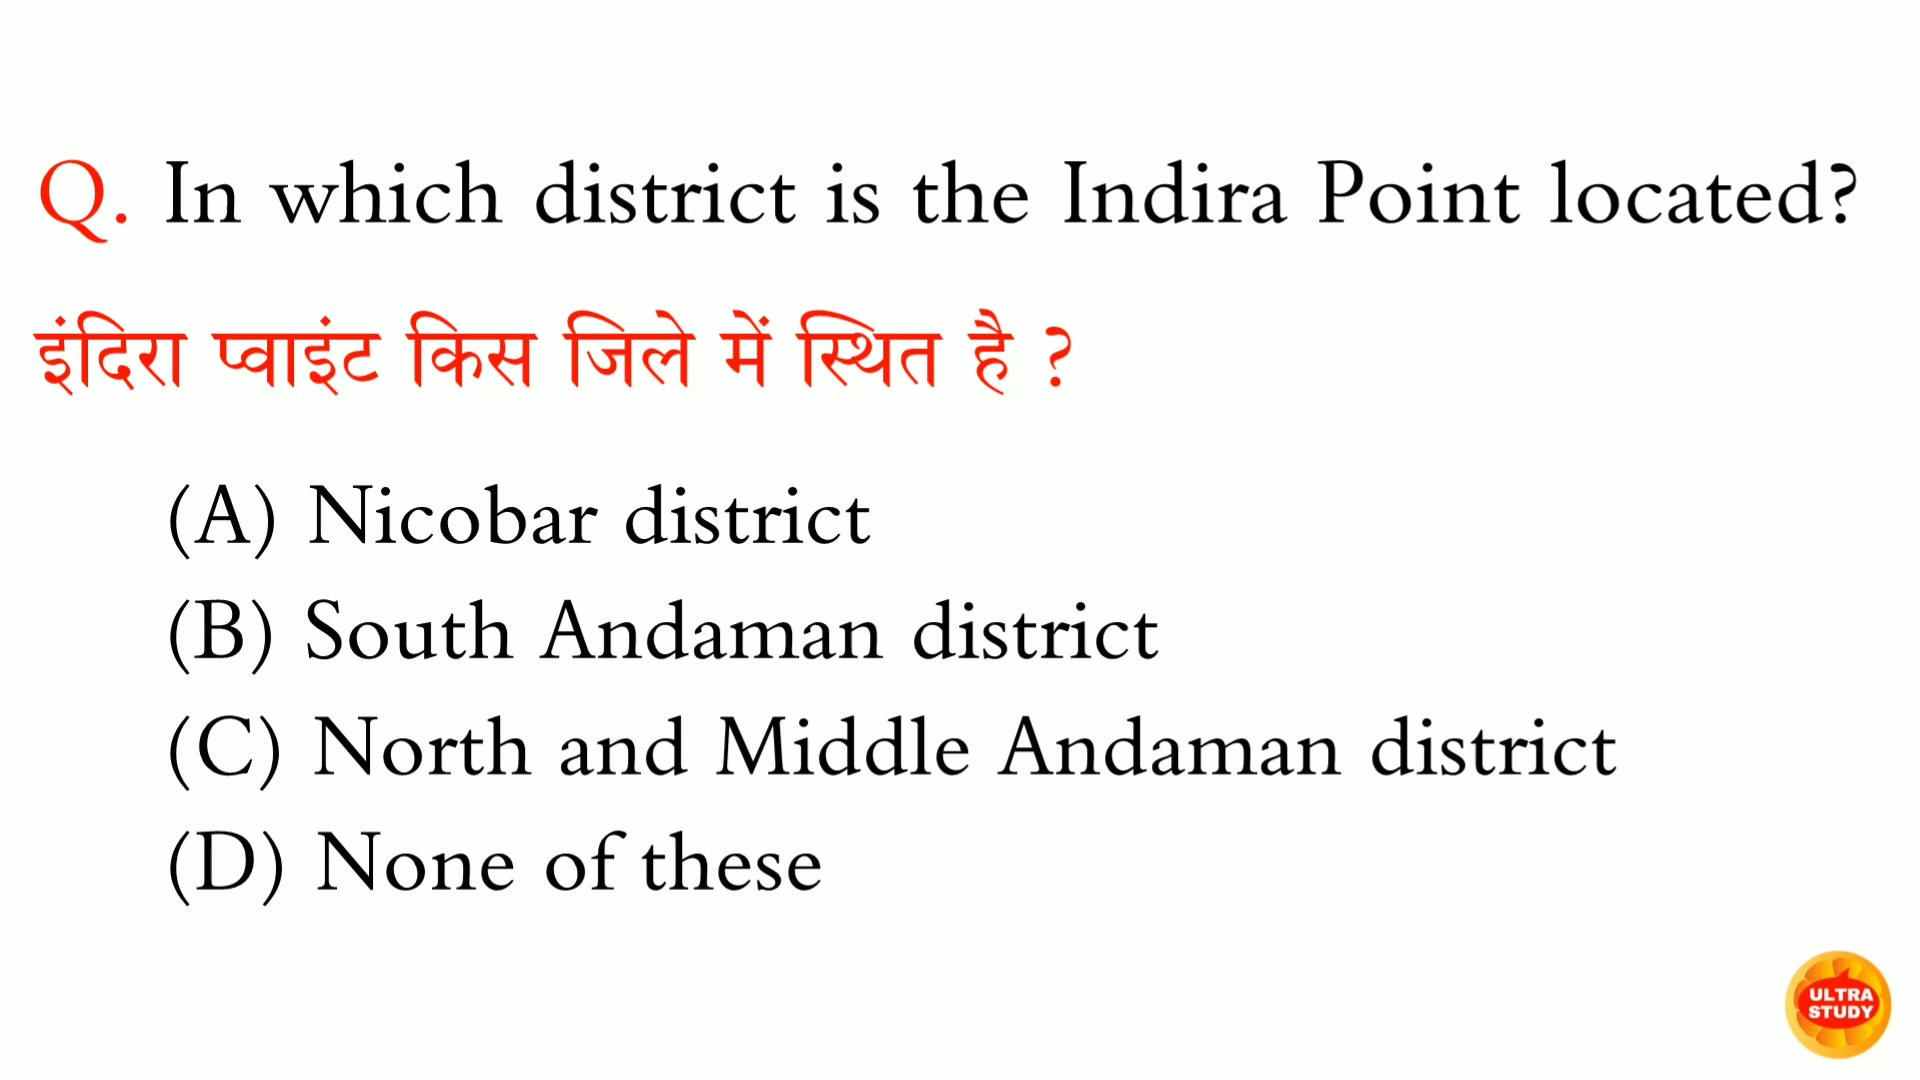 Q. In which district is the Indira Point located?
इंदिरा प्वाइंट किस जिले में स्थित है ?
(A) Nicobar district
(B) South Andaman district
(C) North and Middle Andaman district
(D) None of these
ULTRA
STUDY